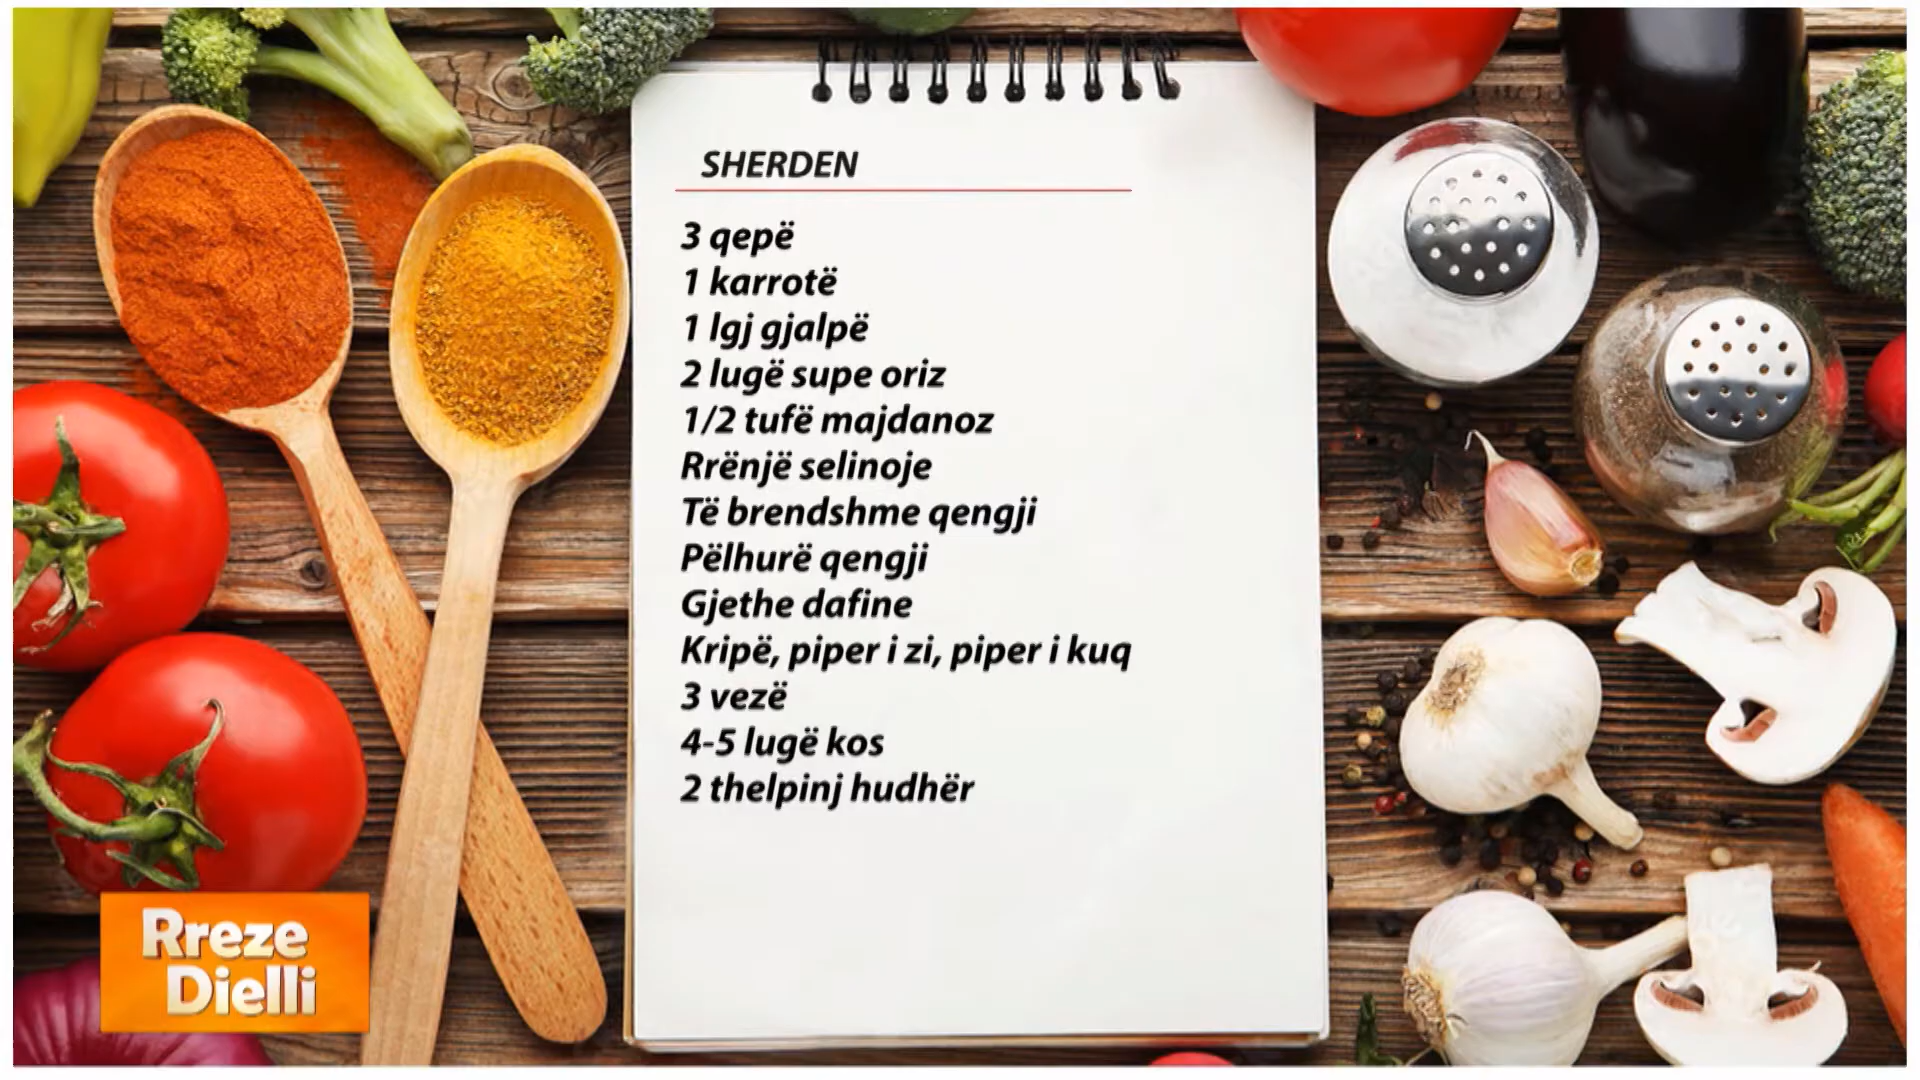 SHERDEN
3 qepë
1 karrotë
1 lgj gjalpë
2 lugë supe oriz
1/2 tufë majdanoz
Rrënjë selinoje
Të brendshme qengji
Pëlhurë qengji
Gjethe dafine
Kripë, piper i zi, piper i kuq
3 vezë
4-5 lugë kos
2 thelpinj hudhër
Rreze
Dielli